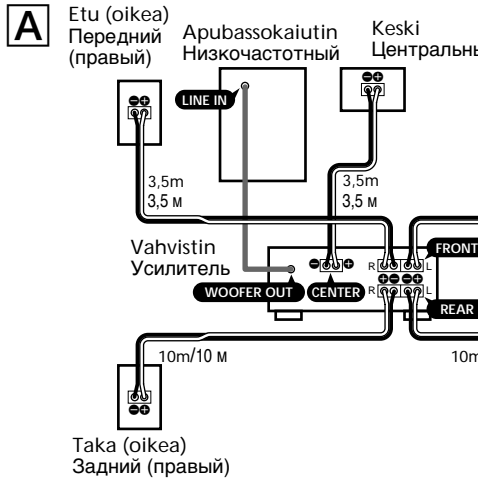 A
Etu (oikea)
Передний
(правый)
Apubassokaiutin
Низкочастотный
Keski
LINE IN
3,5m
3,5 м
3,5m
3,5 м
Vahvistin
Усилитель
WOOFER OUT
CENTER
R
L
FRONT
R
L
REAR
10m/10 м
10m
Taka (oikea)
Задний (правый)